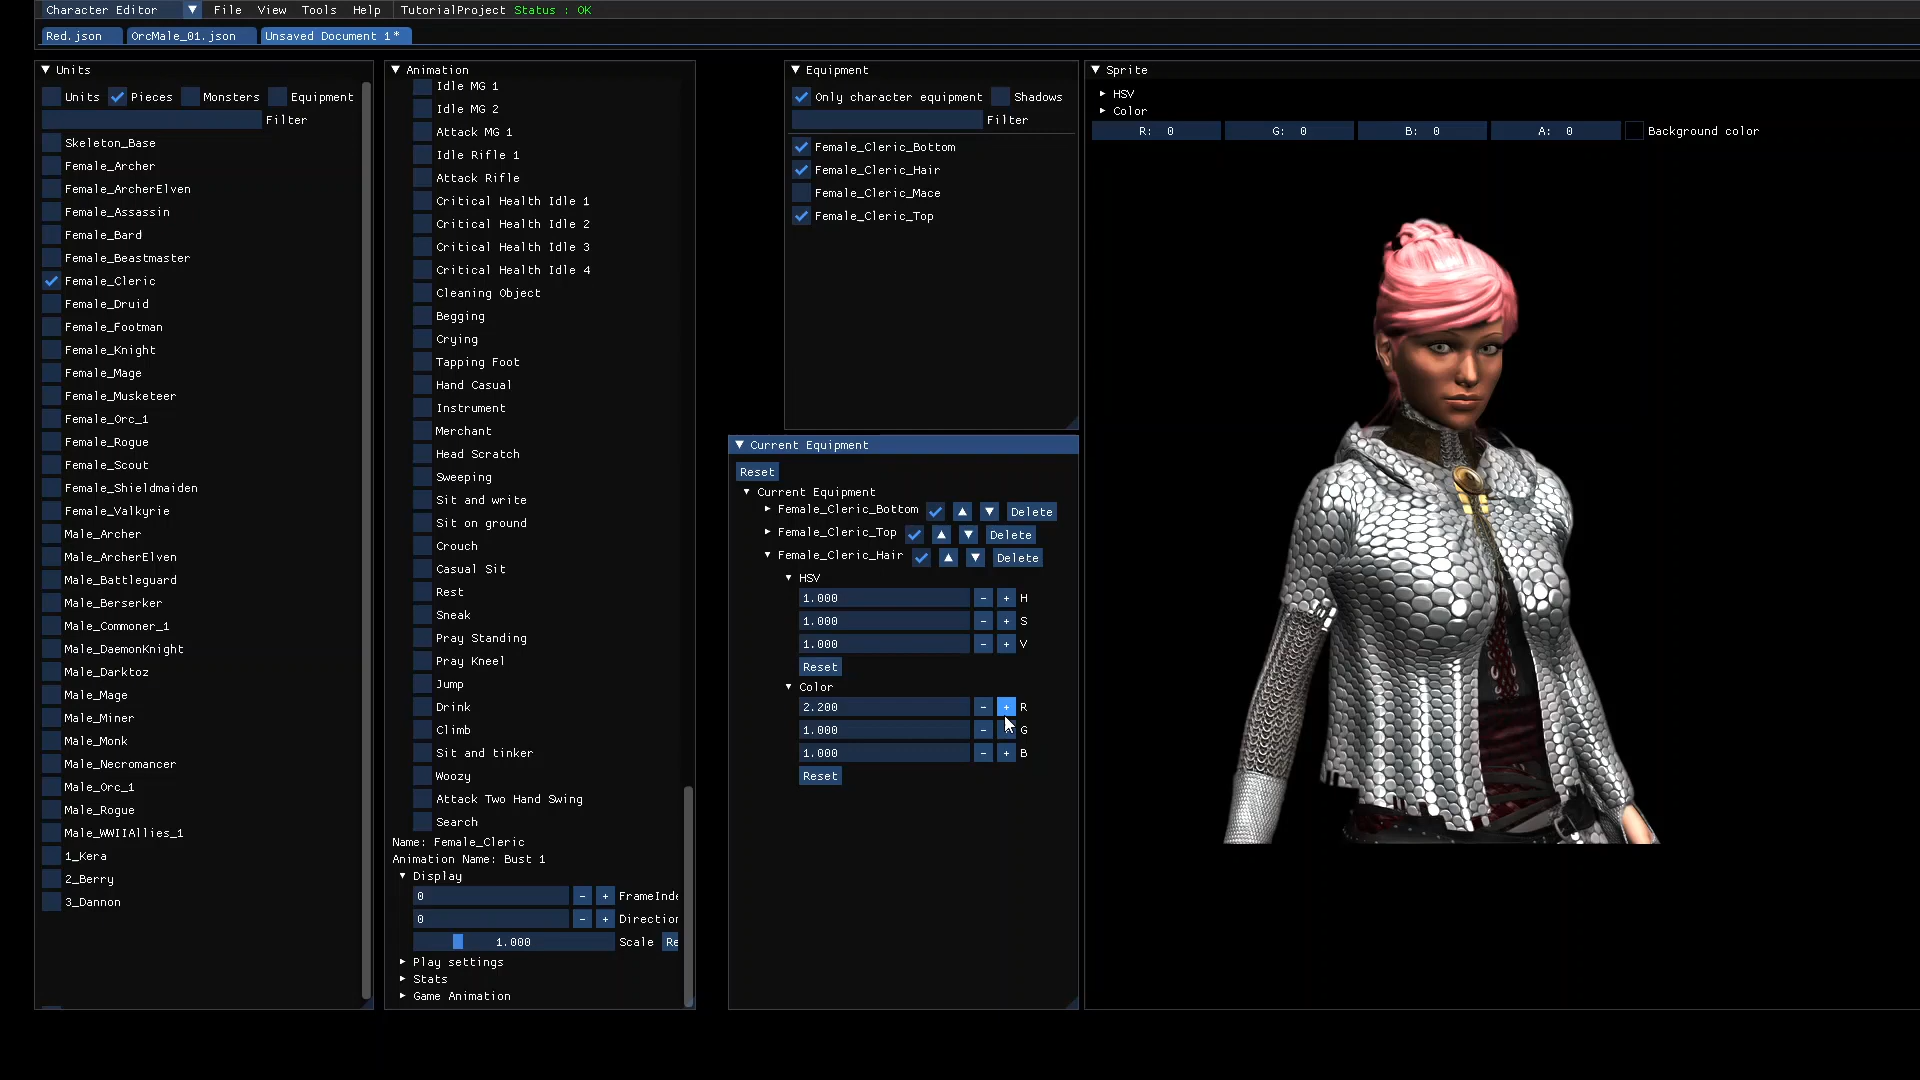 Character Editor File View Tools Help TutorialProject Status : OK
Red.json OrcMale_01.json Unsaved Document 1*
Units
Units Pieces Monsters Equipment
Filter
Skeleton_Base
Female_Archer
Female_ArcherElven
Female_Assassin
Female_Bard
Female_Beastmaster
Female_Cleric
Female_Druid
Female_Footman
Female_Knight
Female_Mage
Female_Musketeer
Female_Orc_1
Female_Rogue
Female_Scout
Female_Shieldmaiden
Female_Valkyrie
Male_Archer
Male_ArcherElven
Male_Battleguard
Male_Berserker
Male_Commoner_1
Male_DaemonKnight
Male_Darktoz
Male_Mage
Male_Miner
Male_Monk
Male_Necromancer
Male_Orc_1
Male_Rogue
Male_WWIIAllies_1
1_Kera
2_Berry
3_Dannon
Animation
Idle MG 1
Idle MG 2
Attack MG 1
Idle Rifle 1
Attack Rifle
Critical Health Idle 1
Critical Health Idle 2
Critical Health Idle 3
Critical Health Idle 4
Cleaning Object
Begging
Crying
Tapping Foot
Hand Casual
Instrument
Merchant
Head Scratch
Sweeping
Sit and write
Sit on ground
Crouch
Casual Sit
Rest
Sneak
Pray Standing
Pray Kneel
Jump
Drink
Climb
Sit and tinker
Woozy
Attack Two Hand Swing
Search
Name: Female_Cleric
Animation Name: Bust 1
Display
0 - + FrameInde
0 - + Direction
1.000 Scale Re
Play settings
Stats
Game Animation
Equipment
Only character equipment Shadows
Filter
Female_Cleric_Bottom
Female_Cleric_Hair
Female_Cleric_Mace
Female_Cleric_Top
Current Equipment
Reset
Current Equipment
Female_Cleric_Bottom Delete
Female_Cleric_Top Delete
Female_Cleric_Hair Delete
HSV
1.000 - + H
1.000 - + S
1.000 - + V
Reset
Color
2.200 - + R
1.000 - + G
1.000 - + B
Reset
Sprite
HSV
Color
R: 0 G: 0 B: 0 A: 0 Background color